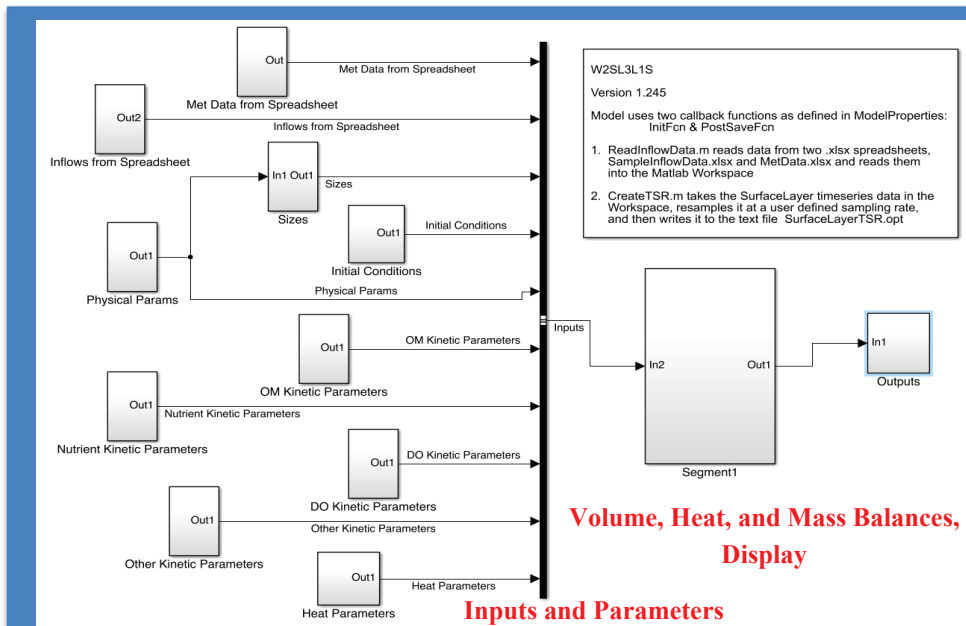 Out
Met Data from Spreadsheet
Met Data from Spreadsheet
Out2
Inflows from Spreadsheet
Inflows from Spreadsheet
In1 Out1
Sizes
Sizes
Out1
Initial Conditions
Initial Conditions
Out1
Physical Params
Physical Params
Out1
OM Kinetic Parameters
OM Kinetic Parameters
Out1
Nutrient Kinetic Parameters
Nutrient Kinetic Parameters
Out1
DO Kinetic Parameters
DO Kinetic Parameters
Out1
Other Kinetic Parameters
Other Kinetic Parameters
Out1
Heat Parameters
Heat Parameters
Inputs and Parameters
W2SL3L1S
Version 1.245
Model uses two callback functions as defined in ModelProperties:
InitFcn & PostSaveFcn
1. ReadInflowData.m reads data from two .xlsx spreadsheets,
SampleInflowData.xlsx and MetData.xlsx and reads them
into the Matlab Workspace
2. CreateTSR.m takes the SurfaceLayer timeseries data in the
Workspace, resamples it at a user defined sampling rate,
and then writes it to the text file SurfaceLayerTSR.opt
Inputs
In2
Out1
Segment1
In1
Outputs
Volume, Heat, and Mass Balances,
Display